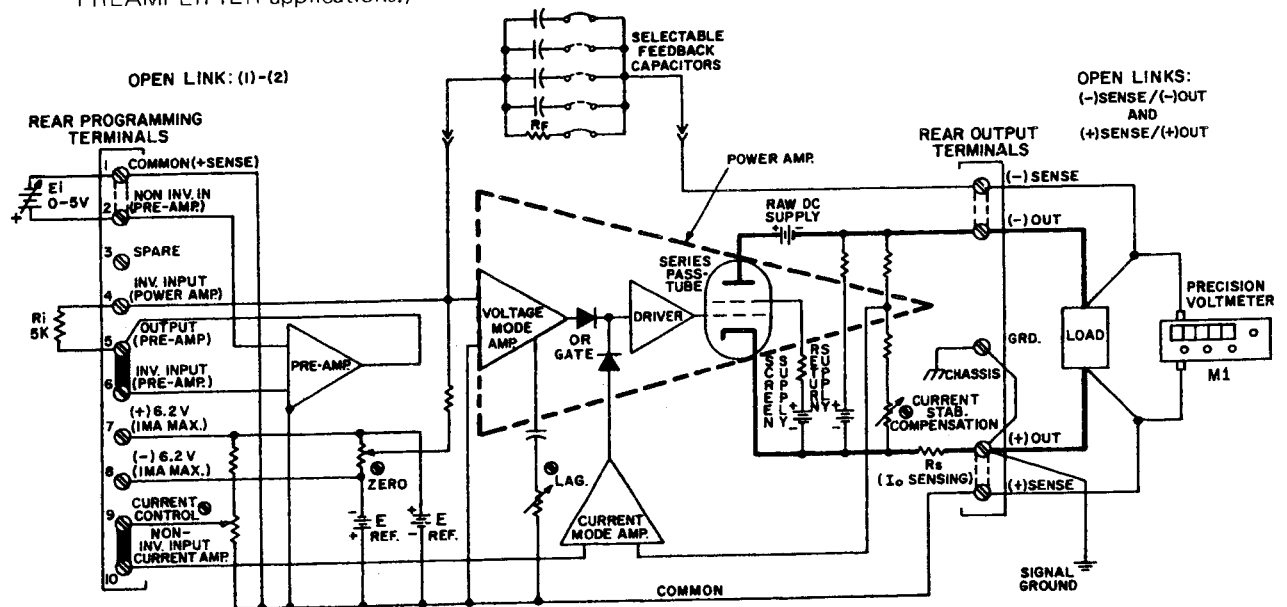 PREAMPLIFIER applications.)
SELECTABLE
FEEDBACK
CAPACITORS
RF
OPEN LINK: (1)-(2)
OPEN LINKS:
(-)SENSE/(-)OUT
AND
(+)SENSE/(+)OUT
REAR PROGRAMMING
TERMINALS
REAR OUTPUT
TERMINALS
POWER AMP.
1 COMMON (+SENSE)
Ei
0-5V
+
2 NON INV. IN
(PRE-AMP.)
3 SPARE
4 INV. INPUT
(POWER AMP.)
Ri
5K
5 OUTPUT
(PRE-AMP)
6 INV. INPUT
(PRE-AMP.)
7 (+) 6.2 V
(1MA MAX.)
8 (-) 6.2 V
(1MA MAX.)
9 CURRENT
CONTROL
NON-
INV. INPUT
CURRENT AMP.
10
PRE-AMP.
ZERO
- E
+ REF.
+ E
- REF.
LAG.
VOLTAGE
MODE
AMP.
OR
GATE
DRIVER
SERIES
PASS-
TUBE
RAW DC
SUPPLY
+ -
SCREEN
SUPPLY
+
-
RETURN
SUPPLY
+
-
CURRENT
STAB.
COMPENSATION
CURRENT
MODE AMP.
Rs
(Io SENSING)
COMMON
(-) SENSE
(-) OUT
GRD.
CHASSIS
(+) OUT
(+) SENSE
LOAD
PRECISION
VOLTMETER
M1
SIGNAL
GROUND